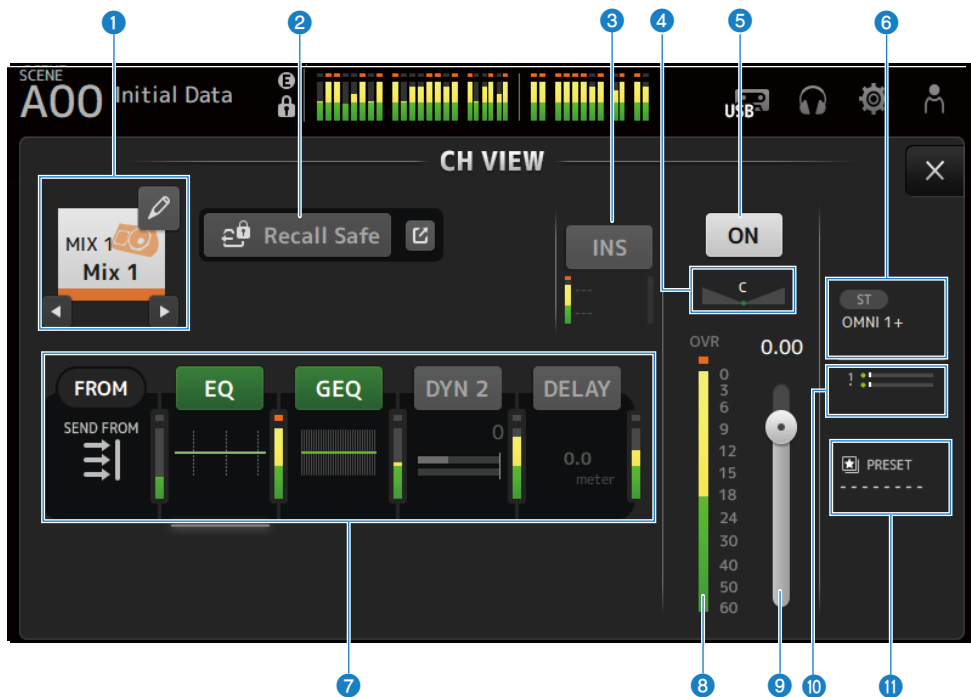 1 2 3 4 5 6
SCENE
A00 Initial Data E USB
CH VIEW
MIX 1
Mix 1
Recall Safe
INS
---
---
ON
C
ST
OMNI 1+
OVR 0.00
0
3
6
9
12
15
18
24
30
40
50
60
1
PRESET
--------
FROM EQ GEQ DYN 2 DELAY
SEND FROM
0
0.0
meter
7 8 9 10 11